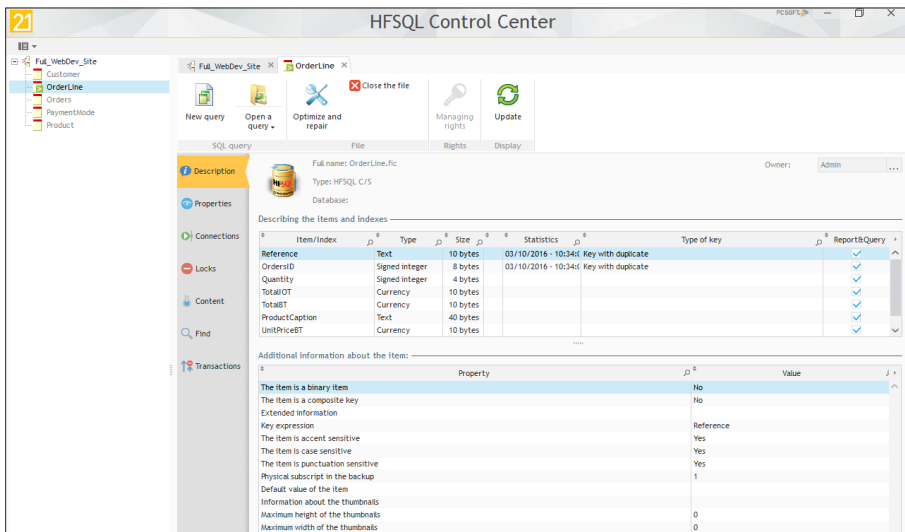 21
HFSQL Control Center
PCSOFT
Full_WebDev_Site
Customer
OrderLine
Orders
PaymentMode
Product
Full_WebDev_Site
OrderLine
New query
Open a query
Optimize and repair
Close the file
Managing rights
Update
SQL query
File
Rights
Display
Description
Properties
Connections
Locks
Content
Find
Transactions
Full name: OrderLine.fic
Type: HFSQL C/S
Database:
Owner: Admin ...
HFSQL
Describing the items and indexes
Item/Index Type Size Statistics Type of key Report&Query
Reference Text 10 bytes 03/10/2016 - 10:34:( Key with duplicate
OrdersID Signed integer 8 bytes 03/10/2016 - 10:34:( Key with duplicate
Quantity Signed integer 4 bytes
TotalIOT Currency 10 bytes
TotalBT Currency 10 bytes
ProductCaption Text 40 bytes
UnitPriceBT Currency 10 bytes
Additional information about the item:
Property Value
The item is a binary item No
The item is a composite key No
Extended information
Key expression Reference
The item is accent sensitive Yes
The item is case sensitive Yes
The item is punctuation sensitive Yes
Physical subscript in the backup 1
Default value of the item
Information about the thumbnails
Maximum height of the thumbnails 0
Maximum width of the thumbnails 0